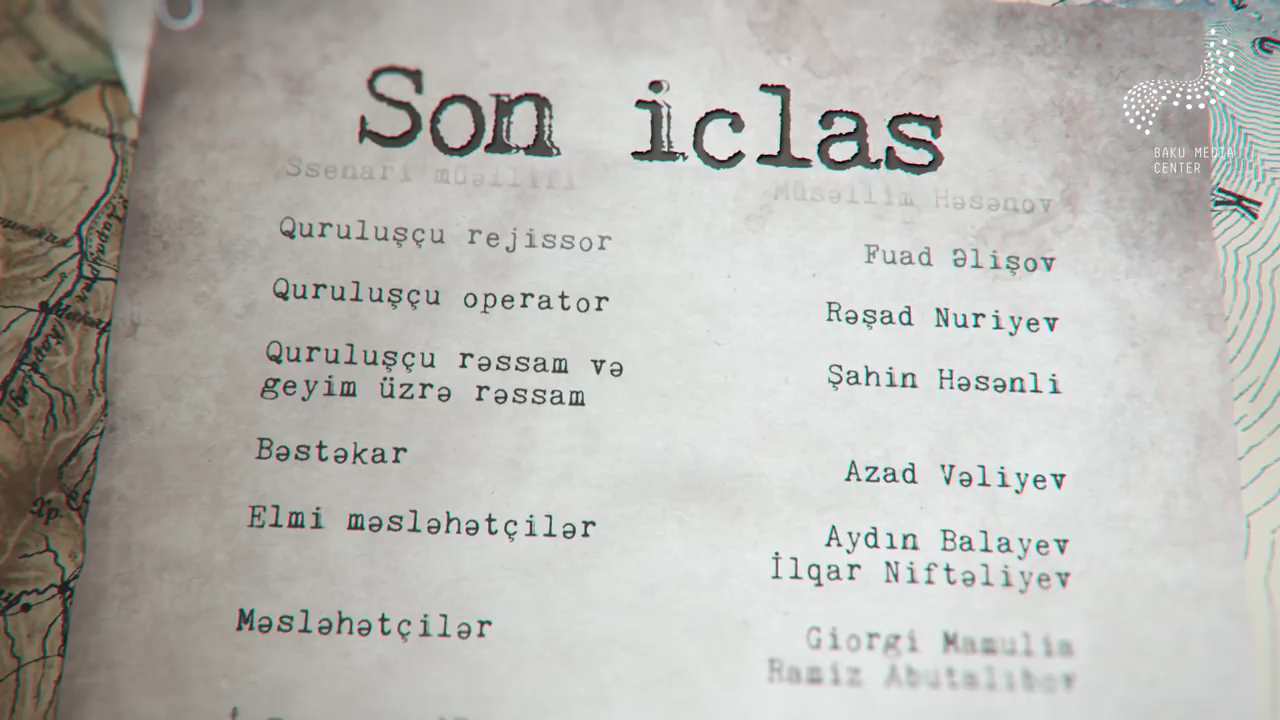 Son iclas
Ssenari müəllifi Müsəllim Həsənov
Quruluşçu rejissor Fuad Əlişov
Quruluşçu operator Rəşad Nuriyev
Quruluşçu rəssam və
geyim üzrə rəssam Şahin Həsənli
Bəstəkar Azad Vəliyev
Elmi məsləhətçilər Aydın Balayev
İlqar Niftəliyev
Məsləhətçilər Giorgi Mamulia
Ramiz Abutalıbov
BAKU MEDIA
CENTER
K